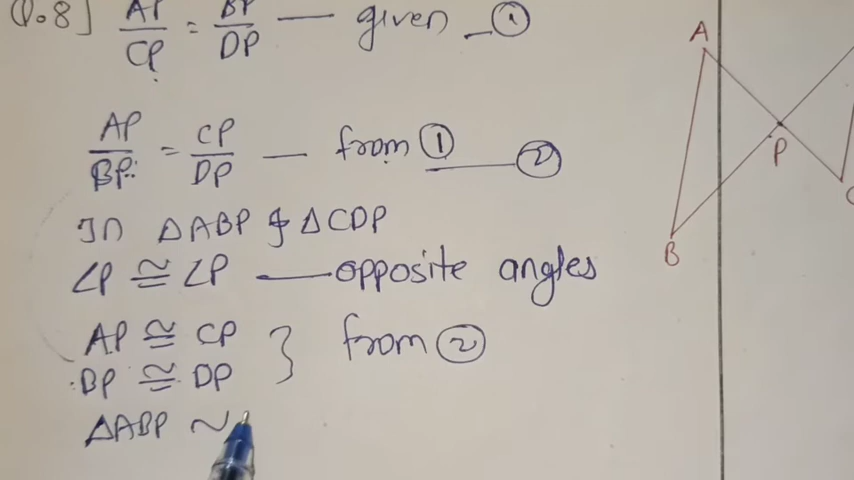 Q.8] AP/CP = BP/DP — given — ①
AP/BP = CP/DP — from ① — ②
In △ABP & △CDP
∠P ≅ ∠P — opposite angles
AP ≅ CP } from ②
BP ≅ DP
△ABP ~
A
P
B
C